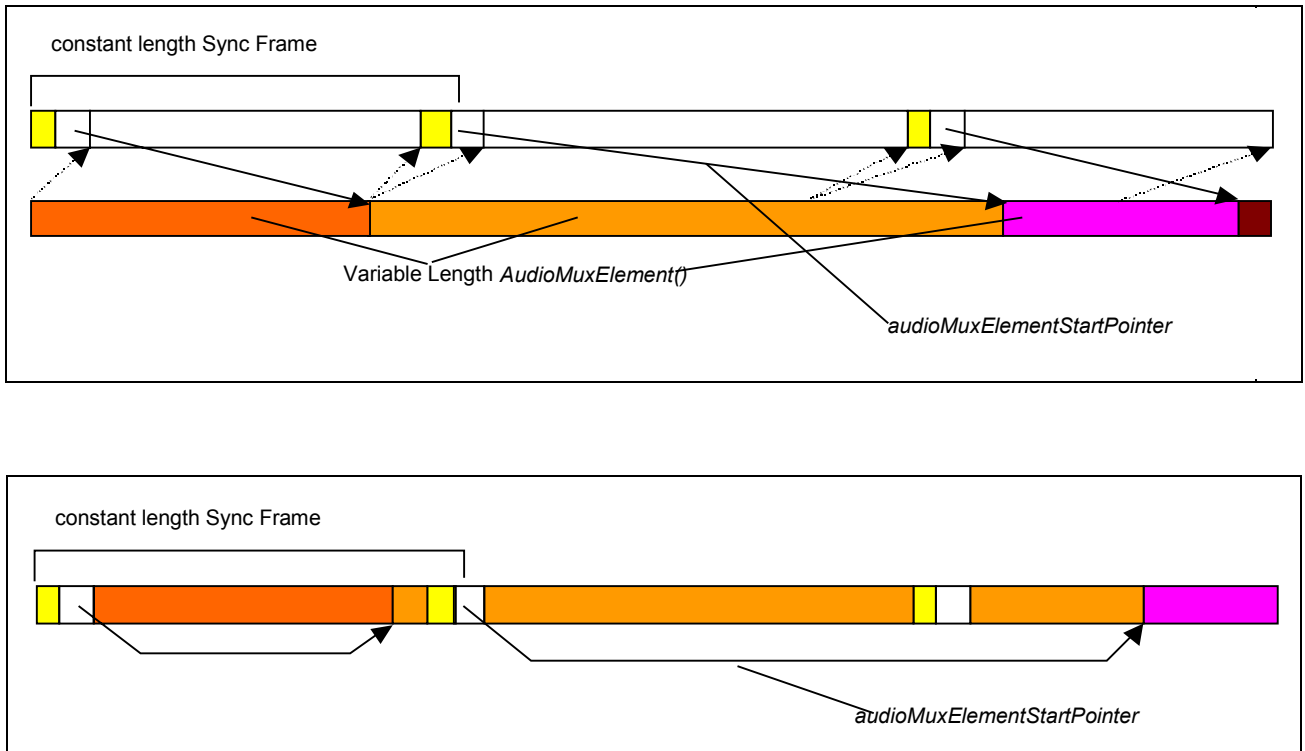 constant length Sync Frame
Variable Length AudioMuxElement()
audioMuxElementStartPointer
constant length Sync Frame
audioMuxElementStartPointer